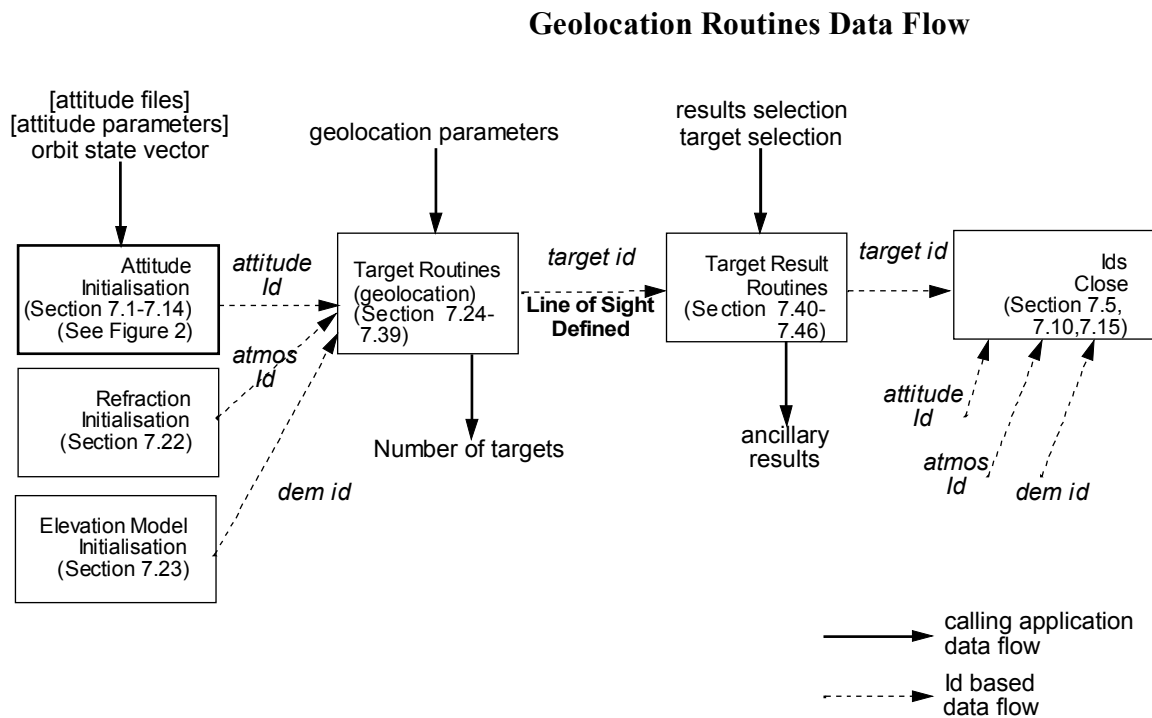 Geolocation Routines Data Flow
[attitude files]
[attitude parameters]
orbit state vector
geolocation parameters
results selection
target selection
Attitude
Initialisation
(Section 7.1-7.14)
(See Figure 2)
attitude
Id
Target Routines
(geolocation)
(Section 7.24-
7.39)
target id
Line of Sight
Defined
Target Result
Routines
(Section 7.40-
7.46)
target id
Ids
Close
(Section 7.5,
7.10,7.15)
atmos
Id
Refraction
Initialisation
(Section 7.22)
Number of targets
ancillary
results
attitude
Id
atmos
Id
dem id
dem id
Elevation Model
Initialisation
(Section 7.23)
calling application
data flow
Id based
data flow